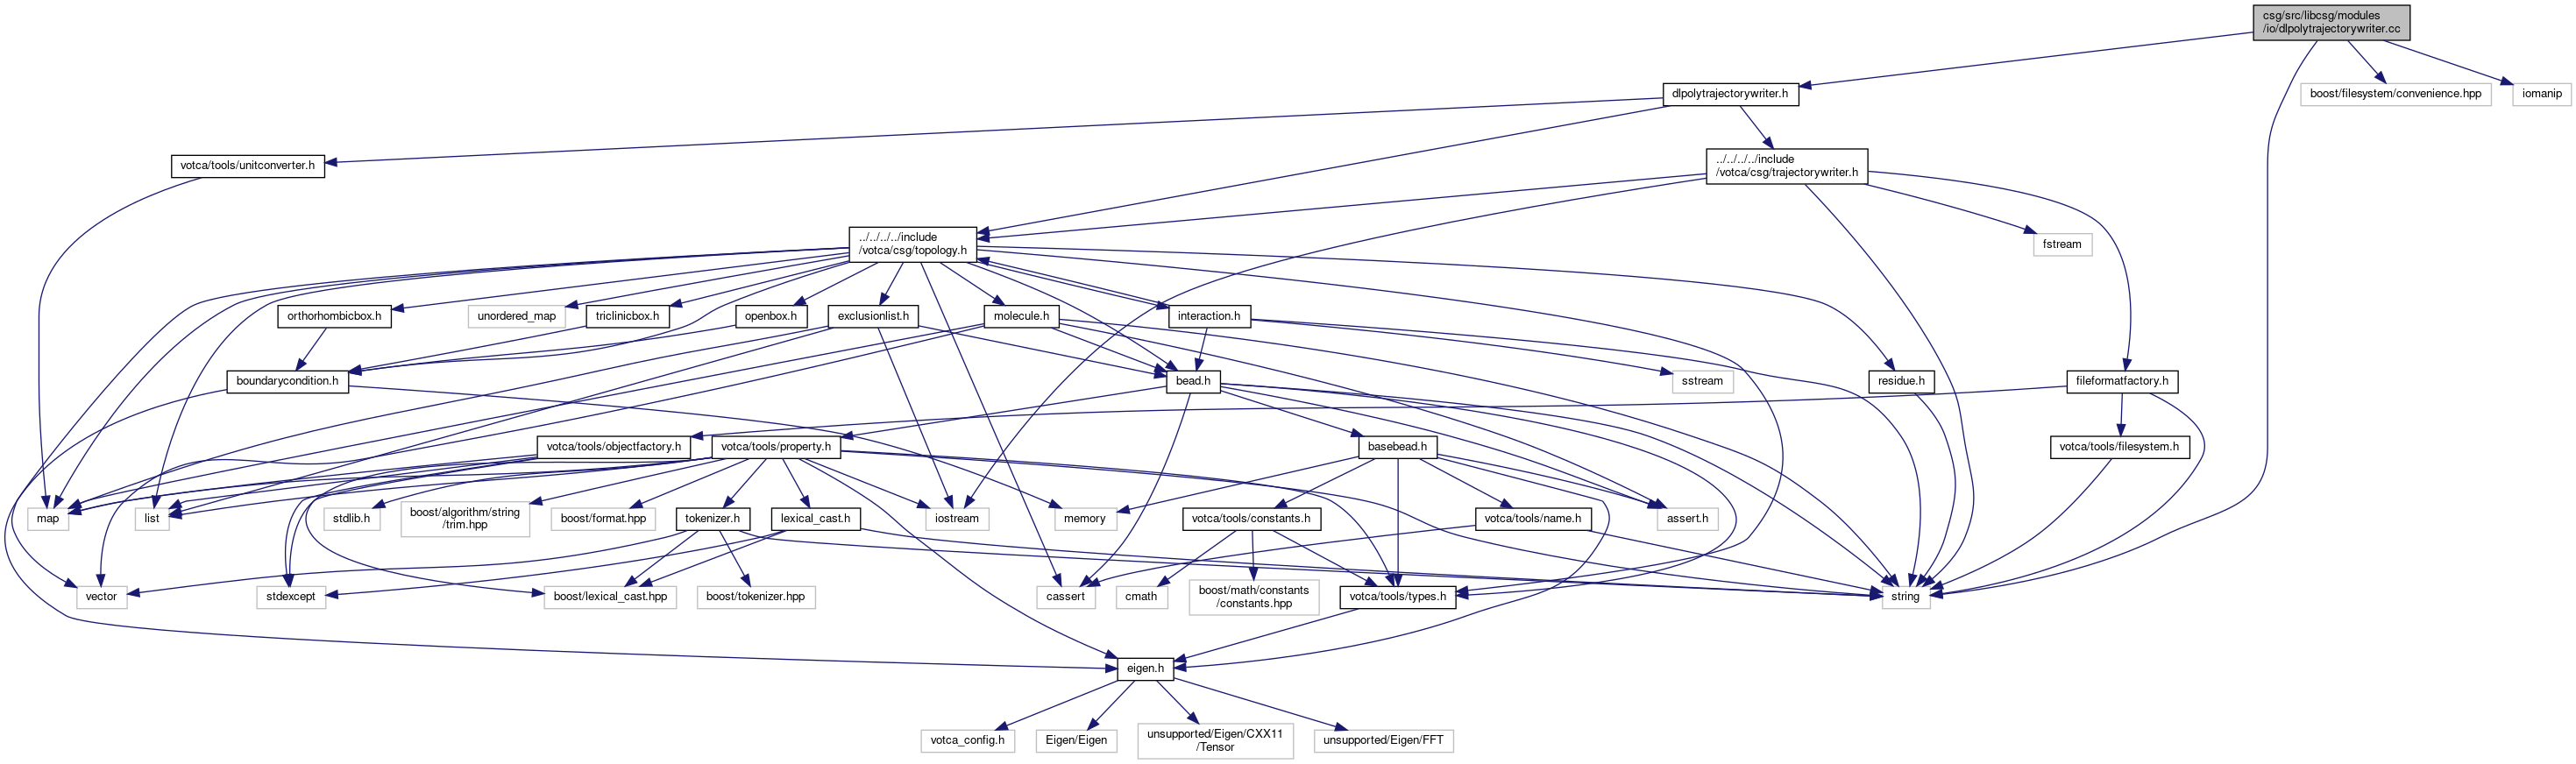 csg/src/libcsg/modules
/io/dlpolytrajectorywriter.cc
dlpolytrajectorywriter.h
boost/filesystem/convenience.hpp
iomanip
votca/tools/unitconverter.h
../../../../include
/votca/csg/trajectorywriter.h
../../../../include
/votca/csg/topology.h
fstream
orthorhombicbox.h
unordered_map
triclinicbox.h
openbox.h
exclusionlist.h
molecule.h
interaction.h
boundarycondition.h
bead.h
sstream
residue.h
fileformatfactory.h
votca/tools/objectfactory.h
votca/tools/property.h
basebead.h
votca/tools/filesystem.h
map
list
stdlib.h
boost/algorithm/string
/trim.hpp
boost/format.hpp
tokenizer.h
lexical_cast.h
iostream
memory
votca/tools/constants.h
votca/tools/name.h
assert.h
vector
stdexcept
boost/lexical_cast.hpp
boost/tokenizer.hpp
cassert
cmath
boost/math/constants
/constants.hpp
votca/tools/types.h
string
eigen.h
votca_config.h
Eigen/Eigen
unsupported/Eigen/CXX11
/Tensor
unsupported/Eigen/FFT